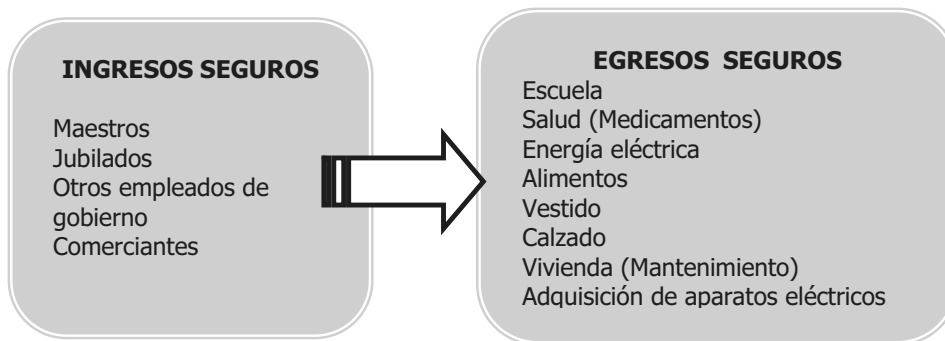 INGRESOS SEGUROS
Maestros
Jubilados
Otros empleados de
gobierno
Comerciantes
EGRESOS SEGUROS
Escuela
Salud (Medicamentos)
Energía eléctrica
Alimentos
Vestido
Calzado
Vivienda (Mantenimiento)
Adquisición de aparatos eléctricos